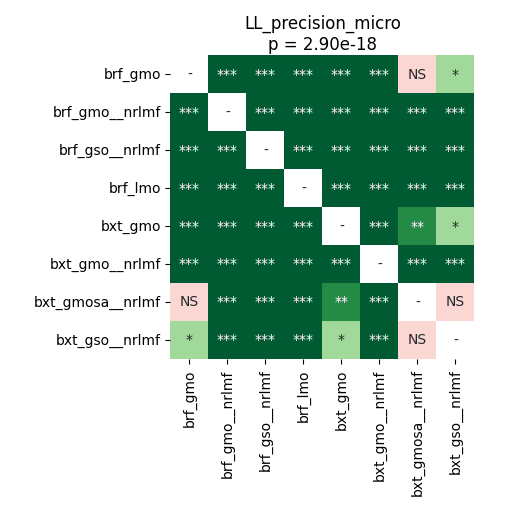 LL_precision_micro
p = 2.90e-18
brf_gmo - *** *** *** *** *** NS *
brf_gmo__nrlmf *** - *** *** *** *** *** ***
brf_gso__nrlmf *** *** - *** *** *** *** ***
brf_lmo *** *** *** - *** *** *** ***
bxt_gmo *** *** *** *** - *** ** *
bxt_gmo__nrlmf *** *** *** *** *** - *** ***
bxt_gmosa__nrlmf NS *** *** *** ** *** - NS
bxt_gso__nrlmf * *** *** *** * *** NS -
brf_gmo
brf_gmo__nrlmf
brf_gso__nrlmf
brf_lmo
bxt_gmo
bxt_gmo__nrlmf
bxt_gmosa__nrlmf
bxt_gso__nrlmf